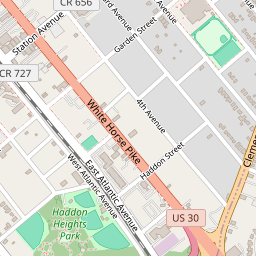 CR 656
Garden Street
Station Avenue
CR 727
4th Avenue
White Horse Pike
Haddon Street
East Atlantic Avenue
West Atlantic Avenue
Haddon
Heights
Park
US 30